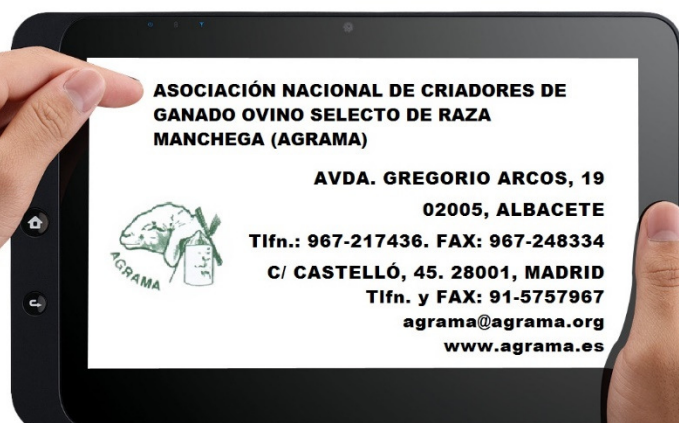 ASOCIACIÓN NACIONAL DE CRIADORES DE
GANADO OVINO SELECTO DE RAZA
MANCHEGA (AGRAMA)
AVDA. GREGORIO ARCOS, 19
02005, ALBACETE
AGRAMA
Tlfn.: 967-217436. FAX: 967-248334
C/ CASTELLÓ, 45. 28001, MADRID
Tlfn. y FAX: 91-5757967
agrama@agrama.org
www.agrama.es